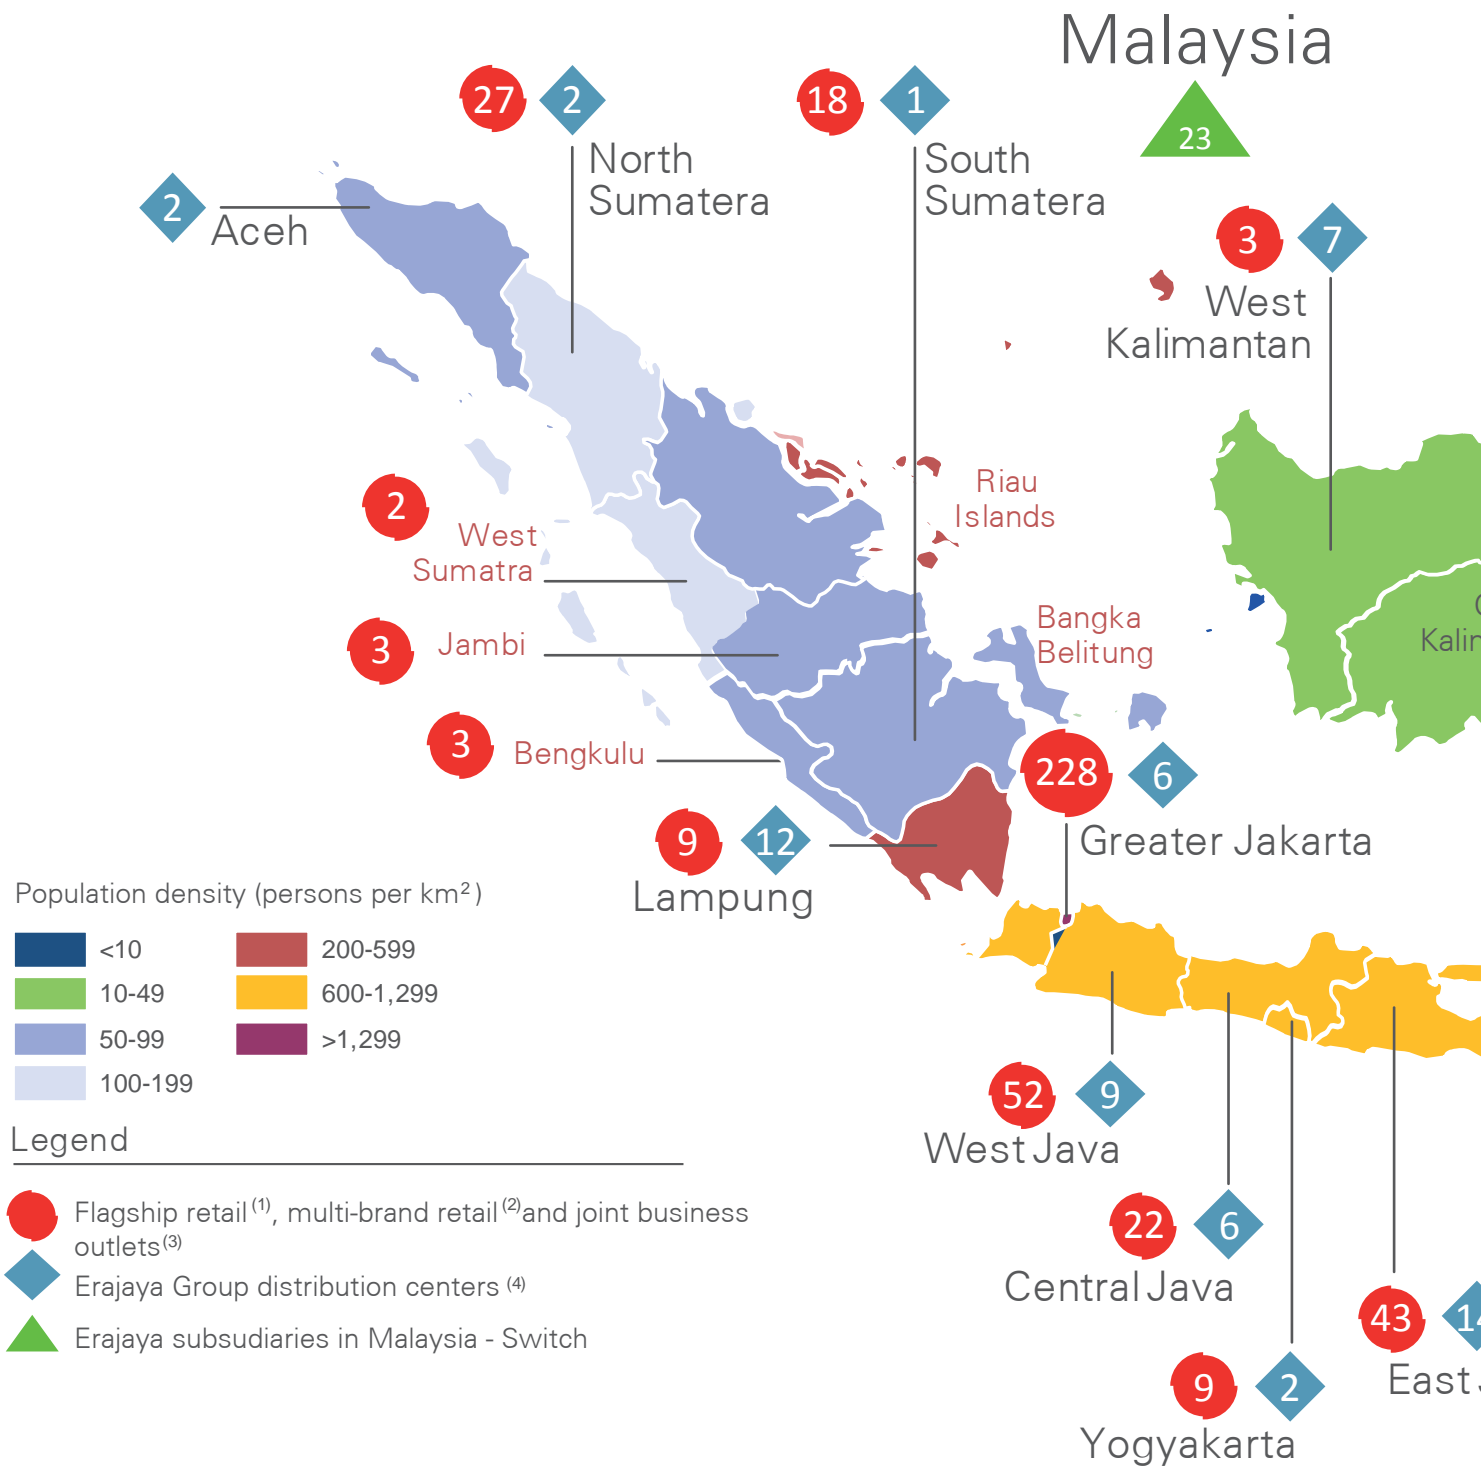 Malaysia
23
27
2
North
Sumatera
18
1
South
Sumatera
2
Aceh
3
7
West
Kalimantan
Riau
Islands
2
West
Sumatra
3
Jambi
Bangka
Belitung
3
Bengkulu
228
6
Greater Jakarta
9
12
Lampung
Population density (persons per km²)
<10
200-599
10-49
600-1,299
50-99
>1,299
100-199
52
9
West Java
22
6
Central Java
43
East
9
2
Yogyakarta
Legend
Flagship retail (1), multi-brand retail (2) and joint business
outlets (3)
Erajaya Group distribution centers (4)
Erajaya subsudiaries in Malaysia - Switch